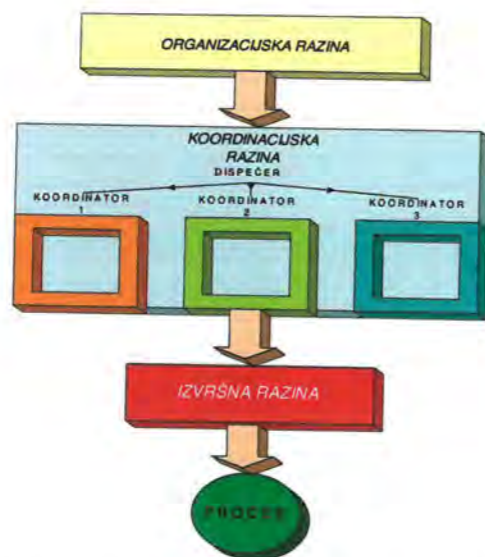 ORGANIZACIJSKA RAZINA
KOORDINACIJSKA
RAZINA
DISPEČER
KOORDINATOR
1
KOORDINATOR
2
KOORDINATOR
3
IZVRŠNA RAZINA
PROCES